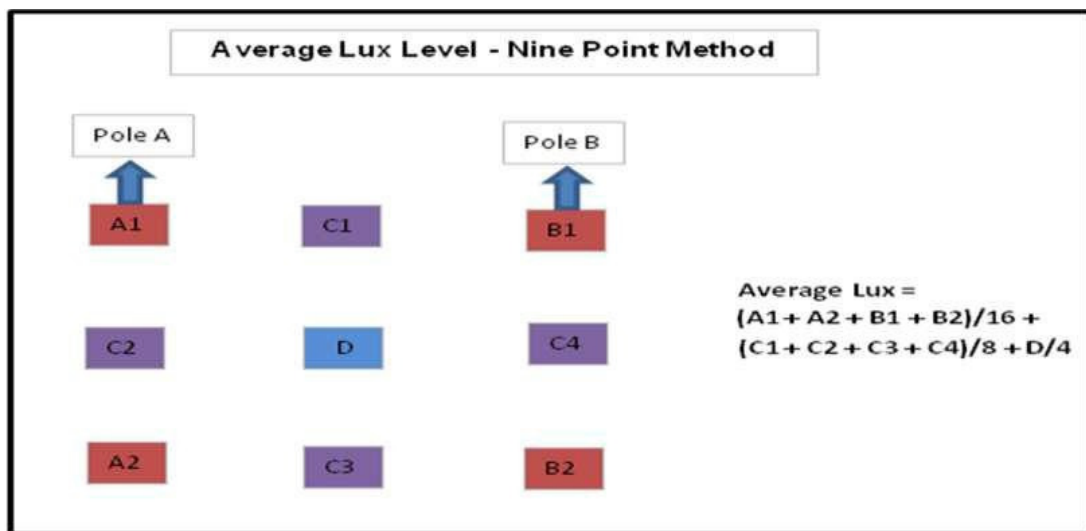 Average Lux Level - Nine Point Method
Pole A
Pole B
A1
C1
B1
C2
D
C4
A2
C3
B2
Average Lux =
(A1 + A2 + B1 + B2)/16 +
(C1 + C2 + C3 + C4)/8 + D/4